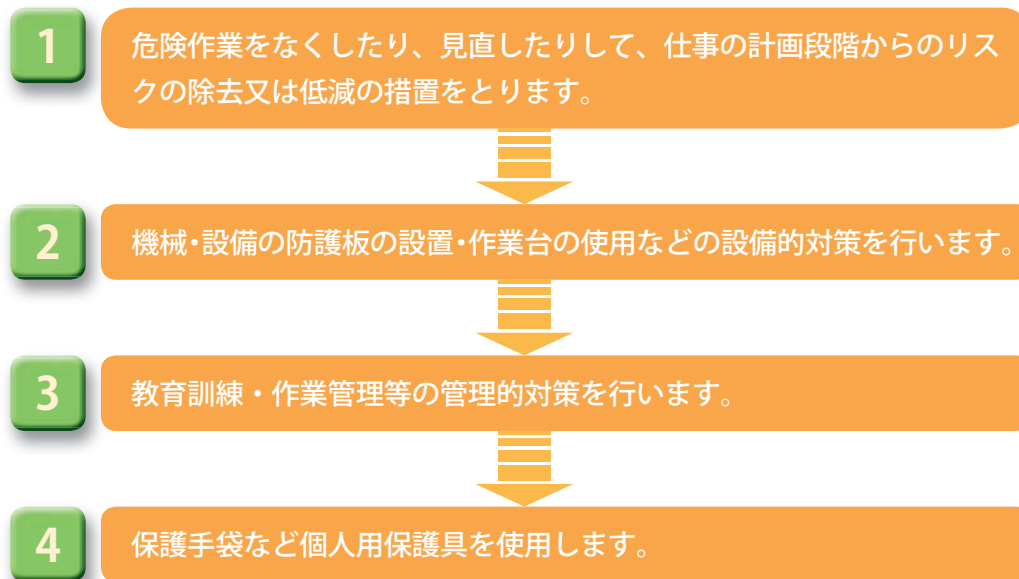 1
危険作業をなくしたり、見直したりして、仕事の計画段階からのリス
クの除去又は低減の措置をとります。
2
機械・設備の防護板の設置・作業台の使用などの設備的対策を行います。
3
教育訓練・作業管理等の管理的対策を行います。
4
保護手袋など個人用保護具を使用します。